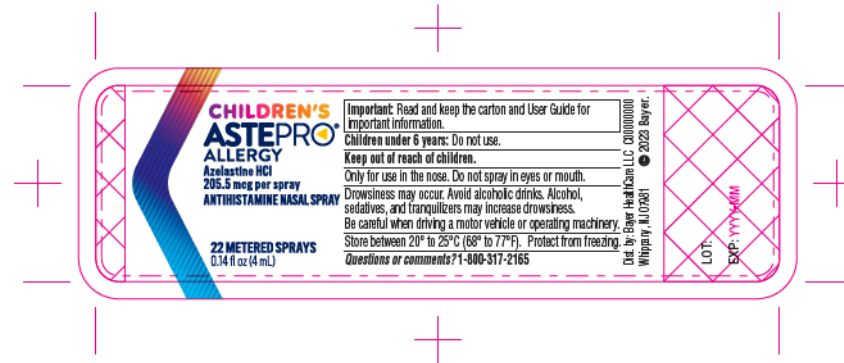 CHILDREN'S
ASTEPRO®
ALLERGY
Azelastine HCl
205.5 mcg per spray
ANTIHISTAMINE NASAL SPRAY
22 METERED SPRAYS
0.14 fl oz (4 mL)
Important: Read and keep the carton and User Guide for
important information.
Children under 6 years: Do not use.
Keep out of reach of children.
Only for use in the nose. Do not spray in eyes or mouth.
Drowsiness may occur. Avoid alcoholic drinks. Alcohol,
sedatives, and tranquilizers may increase drowsiness.
Be careful when driving a motor vehicle or operating machinery.
Store between 20° to 25°C (68° to 77°F). Protect from freezing.
Questions or comments? 1-800-317-2165
Dist. by: Bayer HealthCare LLC C00000000
Whippany, NJ 07981 © 2023 Bayer.
LOT:
EXP: YYYY-MM